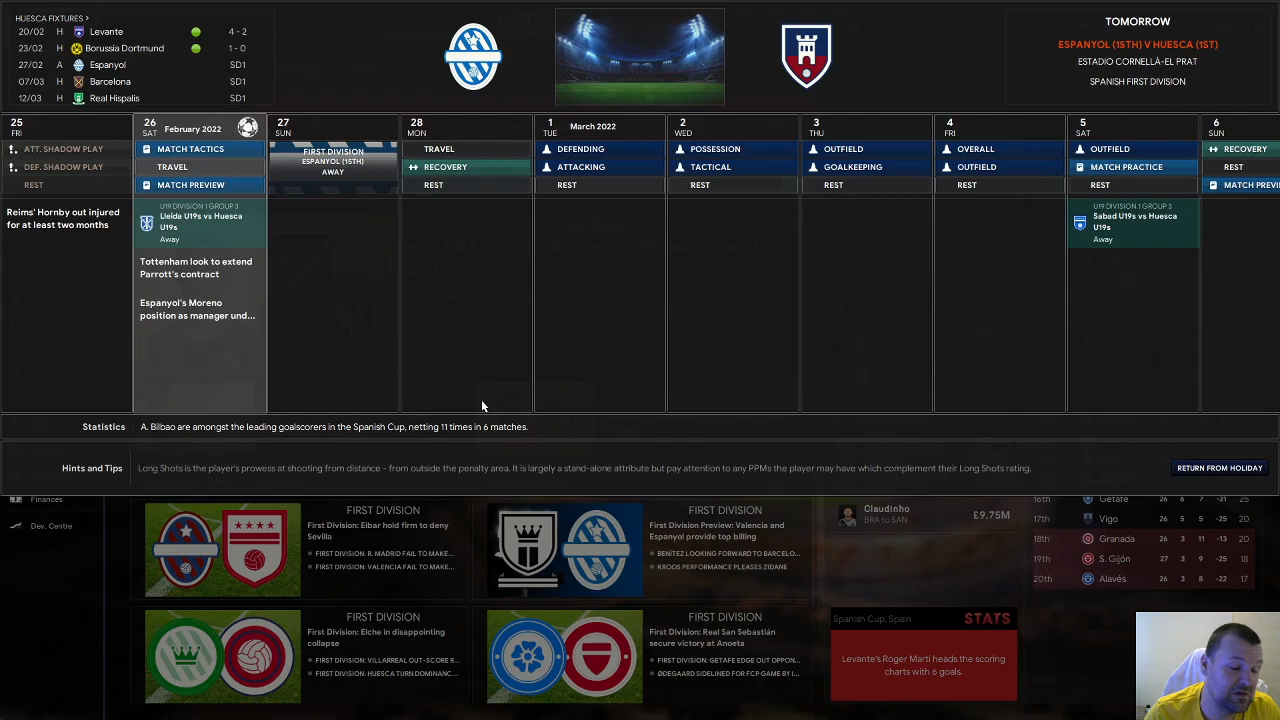 HUESCA FIXTURES >
20/02 H Levante 4 - 2
23/02 H Borussia Dortmund 1 - 0
27/02 A Espanyol SD1
07/03 H Barcelona SD1
12/03 H Real Hispalis SD1
TOMORROW
ESPANYOL (15TH) V HUESCA (1ST)
ESTADIO CORNELLÀ-EL PRAT
SPANISH FIRST DIVISION
25
FRI
ATT. SHADOW PLAY
DEF. SHADOW PLAY
REST
Reims' Hornby out injured
for at least two months
26
SAT February 2022
MATCH TACTICS
TRAVEL
MATCH PREVIEW
U19 DIVISION 1 GROUP 3
Lleida U19s vs Huesca
U19s
Away
Tottenham look to extend
Parrott's contract
Espanyol's Moreno
position as manager und...
27
SUN
FIRST DIVISION
ESPANYOL (15TH)
AWAY
28
MON
TRAVEL
RECOVERY
REST
1
TUE March 2022
DEFENDING
ATTACKING
REST
2
WED
POSSESSION
TACTICAL
REST
3
THU
OUTFIELD
GOALKEEPING
REST
4
FRI
OVERALL
OUTFIELD
REST
5
SAT
OUTFIELD
MATCH PRACTICE
REST
U19 DIVISION 1 GROUP 3
Sabad U19s vs Huesca
U19s
Away
6
SUN
RECOVERY
REST
MATCH PREVI
Statistics A. Bilbao are amongst the leading goalscorers in the Spanish Cup, netting 11 times in 6 matches.
Hints and Tips Long Shots is the player's prowess at shooting from distance - from outside the penalty area. It is largely a stand-alone attribute but pay attention to any PPMs the player may have which complement their Long Shots rating.
RETURN FROM HOLIDAY
Finances
Dev. Centre
FIRST DIVISION
First Division: Eibar hold firm to deny
Sevilla
FIRST DIVISION: R. MADRID FAIL TO MAKE...
FIRST DIVISION: VALENCIA FAIL TO MAKE...
FIRST DIVISION
First Division Preview: Valencia and
Espanyol provide top billing
BENÍTEZ LOOKING FORWARD TO BARCELO...
KROOS PERFORMANCE PLEASES ZIDANE
Claudinho
BRA to SAN
£9.75M
16th Getafe 26 6 7 -21 25
17th Vigo 26 5 5 -25 20
18th Granada 26 3 11 -13 20
19th S. Gijón 27 3 9 -25 18
20th Alavés 26 3 8 -22 17
FIRST DIVISION
First Division: Elche in disappointing
collapse
FIRST DIVISION: VILLARREAL OUT-SCORE R...
FIRST DIVISION: HUESCA TURN DOMINANC...
FIRST DIVISION
First Division: Real San Sebastián
secure victory at Anoeta
FIRST DIVISION: GETAFE EDGE OUT OPPON...
ØDEGAARD SIDELINED FOR FCP GAME BY I...
Spanish Cup, Spain STATS
Levante's Roger Martí heads the scoring
charts with 6 goals.